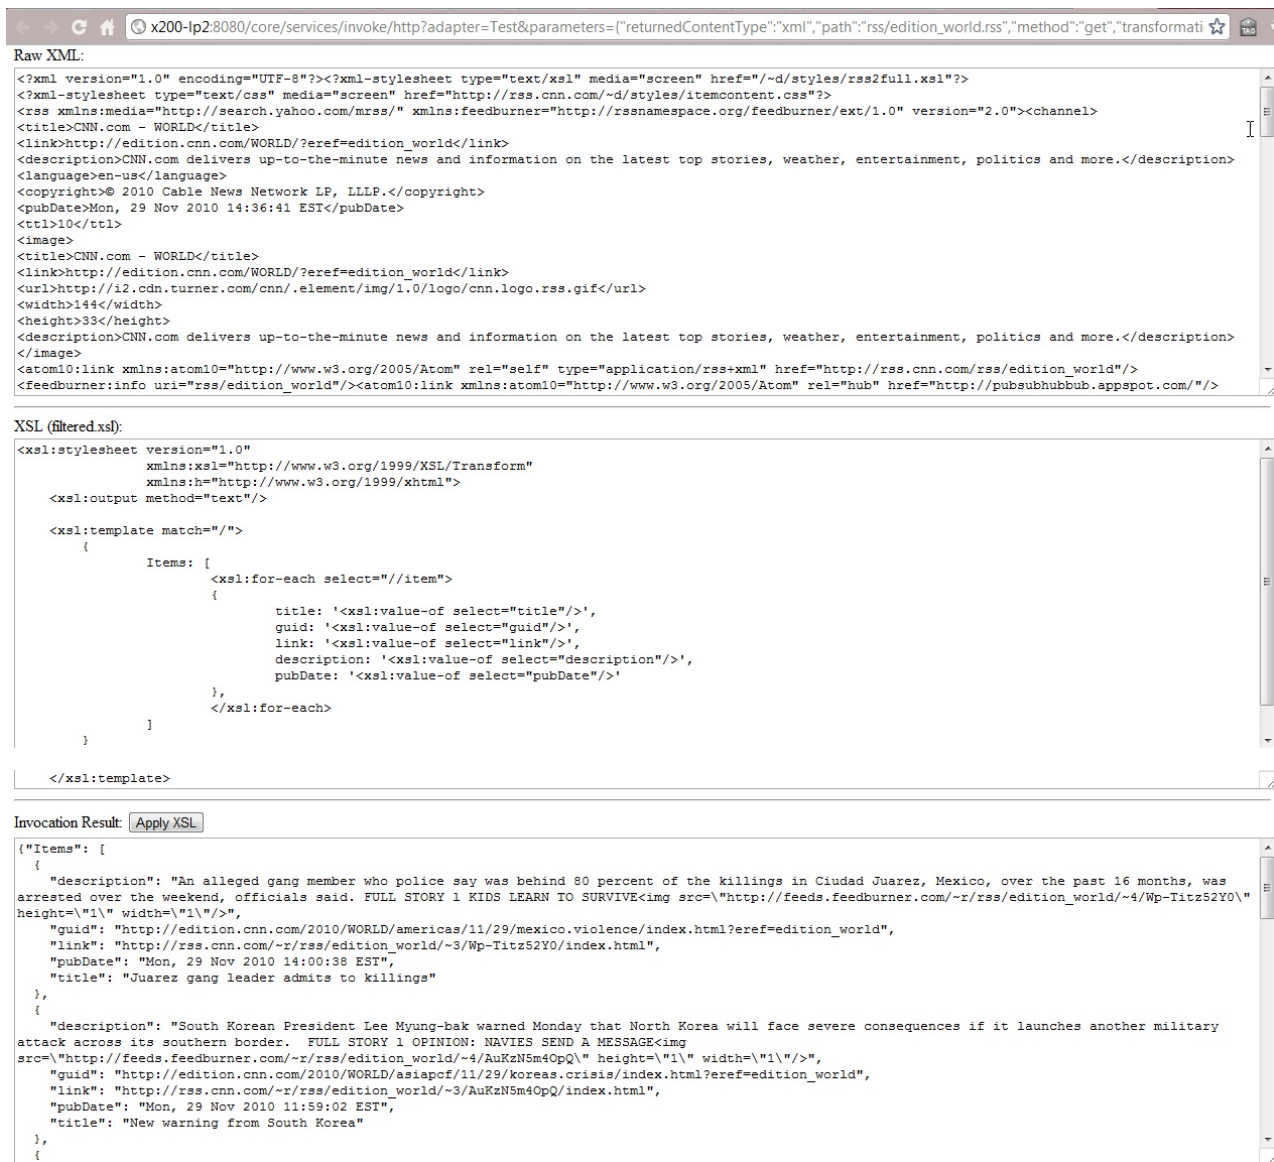 x200-lp2:8080/core/services/invoke/http?adapter=Test&parameters={"returnedContentType":"xml","path":"rss/edition_world.rss","method":"get","transformati
TAG
Raw XML:
<?xml version="1.0" encoding="UTF-8"?><?xml-stylesheet type="text/xsl" media="screen" href="/~d/styles/rss2full.xsl"?>
<?xml-stylesheet type="text/css" media="screen" href="http://rss.cnn.com/~d/styles/itemcontent.css"?>
<rss xmlns:media="http://search.yahoo.com/mrss/" xmlns:feedburner="http://rssnamespace.org/feedburner/ext/1.0" version="2.0"><channel>
<title>CNN.com - WORLD</title>
<link>http://edition.cnn.com/WORLD/?eref=edition_world</link>
<description>CNN.com delivers up-to-the-minute news and information on the latest top stories, weather, entertainment, politics and more.</description>
<language>en-us</language>
<copyright>© 2010 Cable News Network LP, LLLP.</copyright>
<pubDate>Mon, 29 Nov 2010 14:36:41 EST</pubDate>
<ttl>10</ttl>
<image>
<title>CNN.com - WORLD</title>
<link>http://edition.cnn.com/WORLD/?eref=edition_world</link>
<url>http://i2.cdn.turner.com/cnn/.element/img/1.0/logo/cnn.logo.rss.gif</url>
<width>144</width>
<height>33</height>
<description>CNN.com delivers up-to-the-minute news and information on the latest top stories, weather, entertainment, politics and more.</description>
</image>
<atom10:link xmlns:atom10="http://www.w3.org/2005/Atom" rel="self" type="application/rss+xml" href="http://rss.cnn.com/rss/edition_world"/>
<feedburner:info uri="rss/edition_world"/><atom10:link xmlns:atom10="http://www.w3.org/2005/Atom" rel="hub" href="http://pubsubhubbub.appspot.com/"/>
XSL (filtered.xsl):
<xsl:stylesheet version="1.0"
xmlns:xsl="http://www.w3.org/1999/XSL/Transform"
xmlns:h="http://www.w3.org/1999/xhtml">
<xsl:output method="text"/>
<xsl:template match="/">
{
Items: [
<xsl:for-each select="//item">
{
title: '<xsl:value-of select="title"/>',
guid: '<xsl:value-of select="guid"/>',
link: '<xsl:value-of select="link"/>',
description: '<xsl:value-of select="description"/>',
pubDate: '<xsl:value-of select="pubDate"/>'
},
</xsl:for-each>
]
}
</xsl:template>
Invocation Result: Apply XSL
{"Items": [
{
"description": "An alleged gang member who police say was behind 80 percent of the killings in Ciudad Juarez, Mexico, over the past 16 months, was
arrested over the weekend, officials said. FULL STORY l KIDS LEARN TO SURVIVE<img src=\"http://feeds.feedburner.com/~r/rss/edition_world/~4/Wp-Titz52Y0\"
height=\"1\" width=\"1\"/>",
"guid": "http://edition.cnn.com/2010/WORLD/americas/11/29/mexico.violence/index.html?eref=edition_world",
"link": "http://rss.cnn.com/~r/rss/edition_world/~3/Wp-Titz52Y0/index.html",
"pubDate": "Mon, 29 Nov 2010 14:00:38 EST",
"title": "Juarez gang leader admits to killings"
},
{
"description": "South Korean President Lee Myung-bak warned Monday that North Korea will face severe consequences if it launches another military
attack across its southern border.  FULL STORY l OPINION: NAVIES SEND A MESSAGE<img
src=\"http://feeds.feedburner.com/~r/rss/edition_world/~4/AuKzN5m4OpQ\" height=\"1\" width=\"1\"/>",
"guid": "http://edition.cnn.com/2010/WORLD/asiapcf/11/29/koreas.crisis/index.html?eref=edition_world",
"link": "http://rss.cnn.com/~r/rss/edition_world/~3/AuKzN5m4OpQ/index.html",
"pubDate": "Mon, 29 Nov 2010 11:59:02 EST",
"title": "New warning from South Korea"
},
{